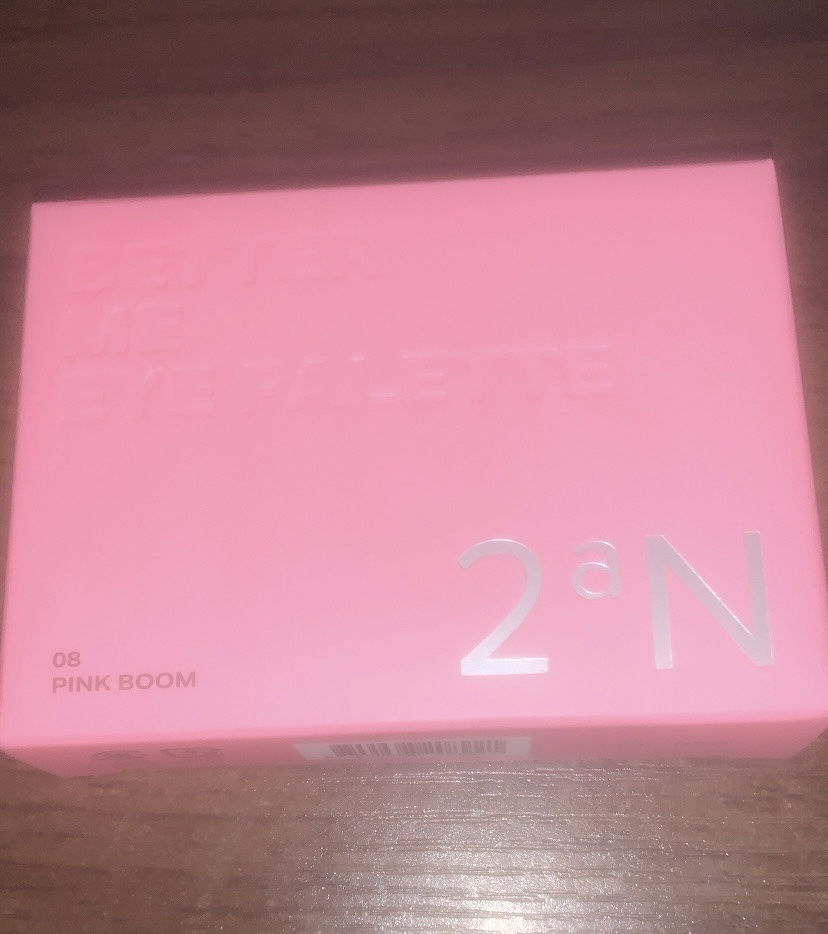 BETTER
ME
EYE PALETTE
2aN
08
PINK BOOM